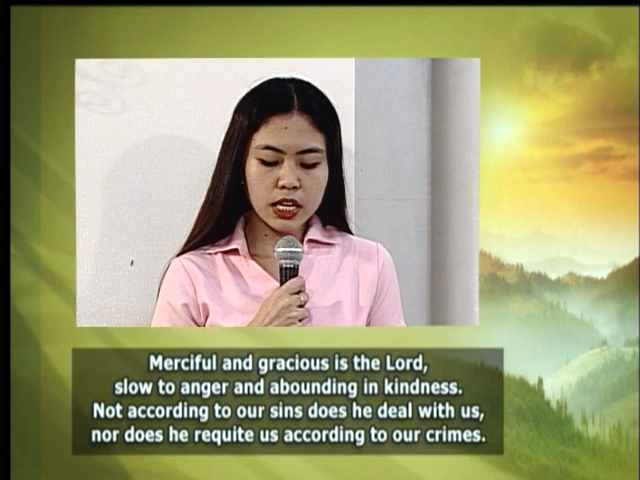 Merciful and gracious is the Lord,
slow to anger and abounding in kindness.
Not according to our sins does he deal with us,
nor does he requite us according to our crimes.